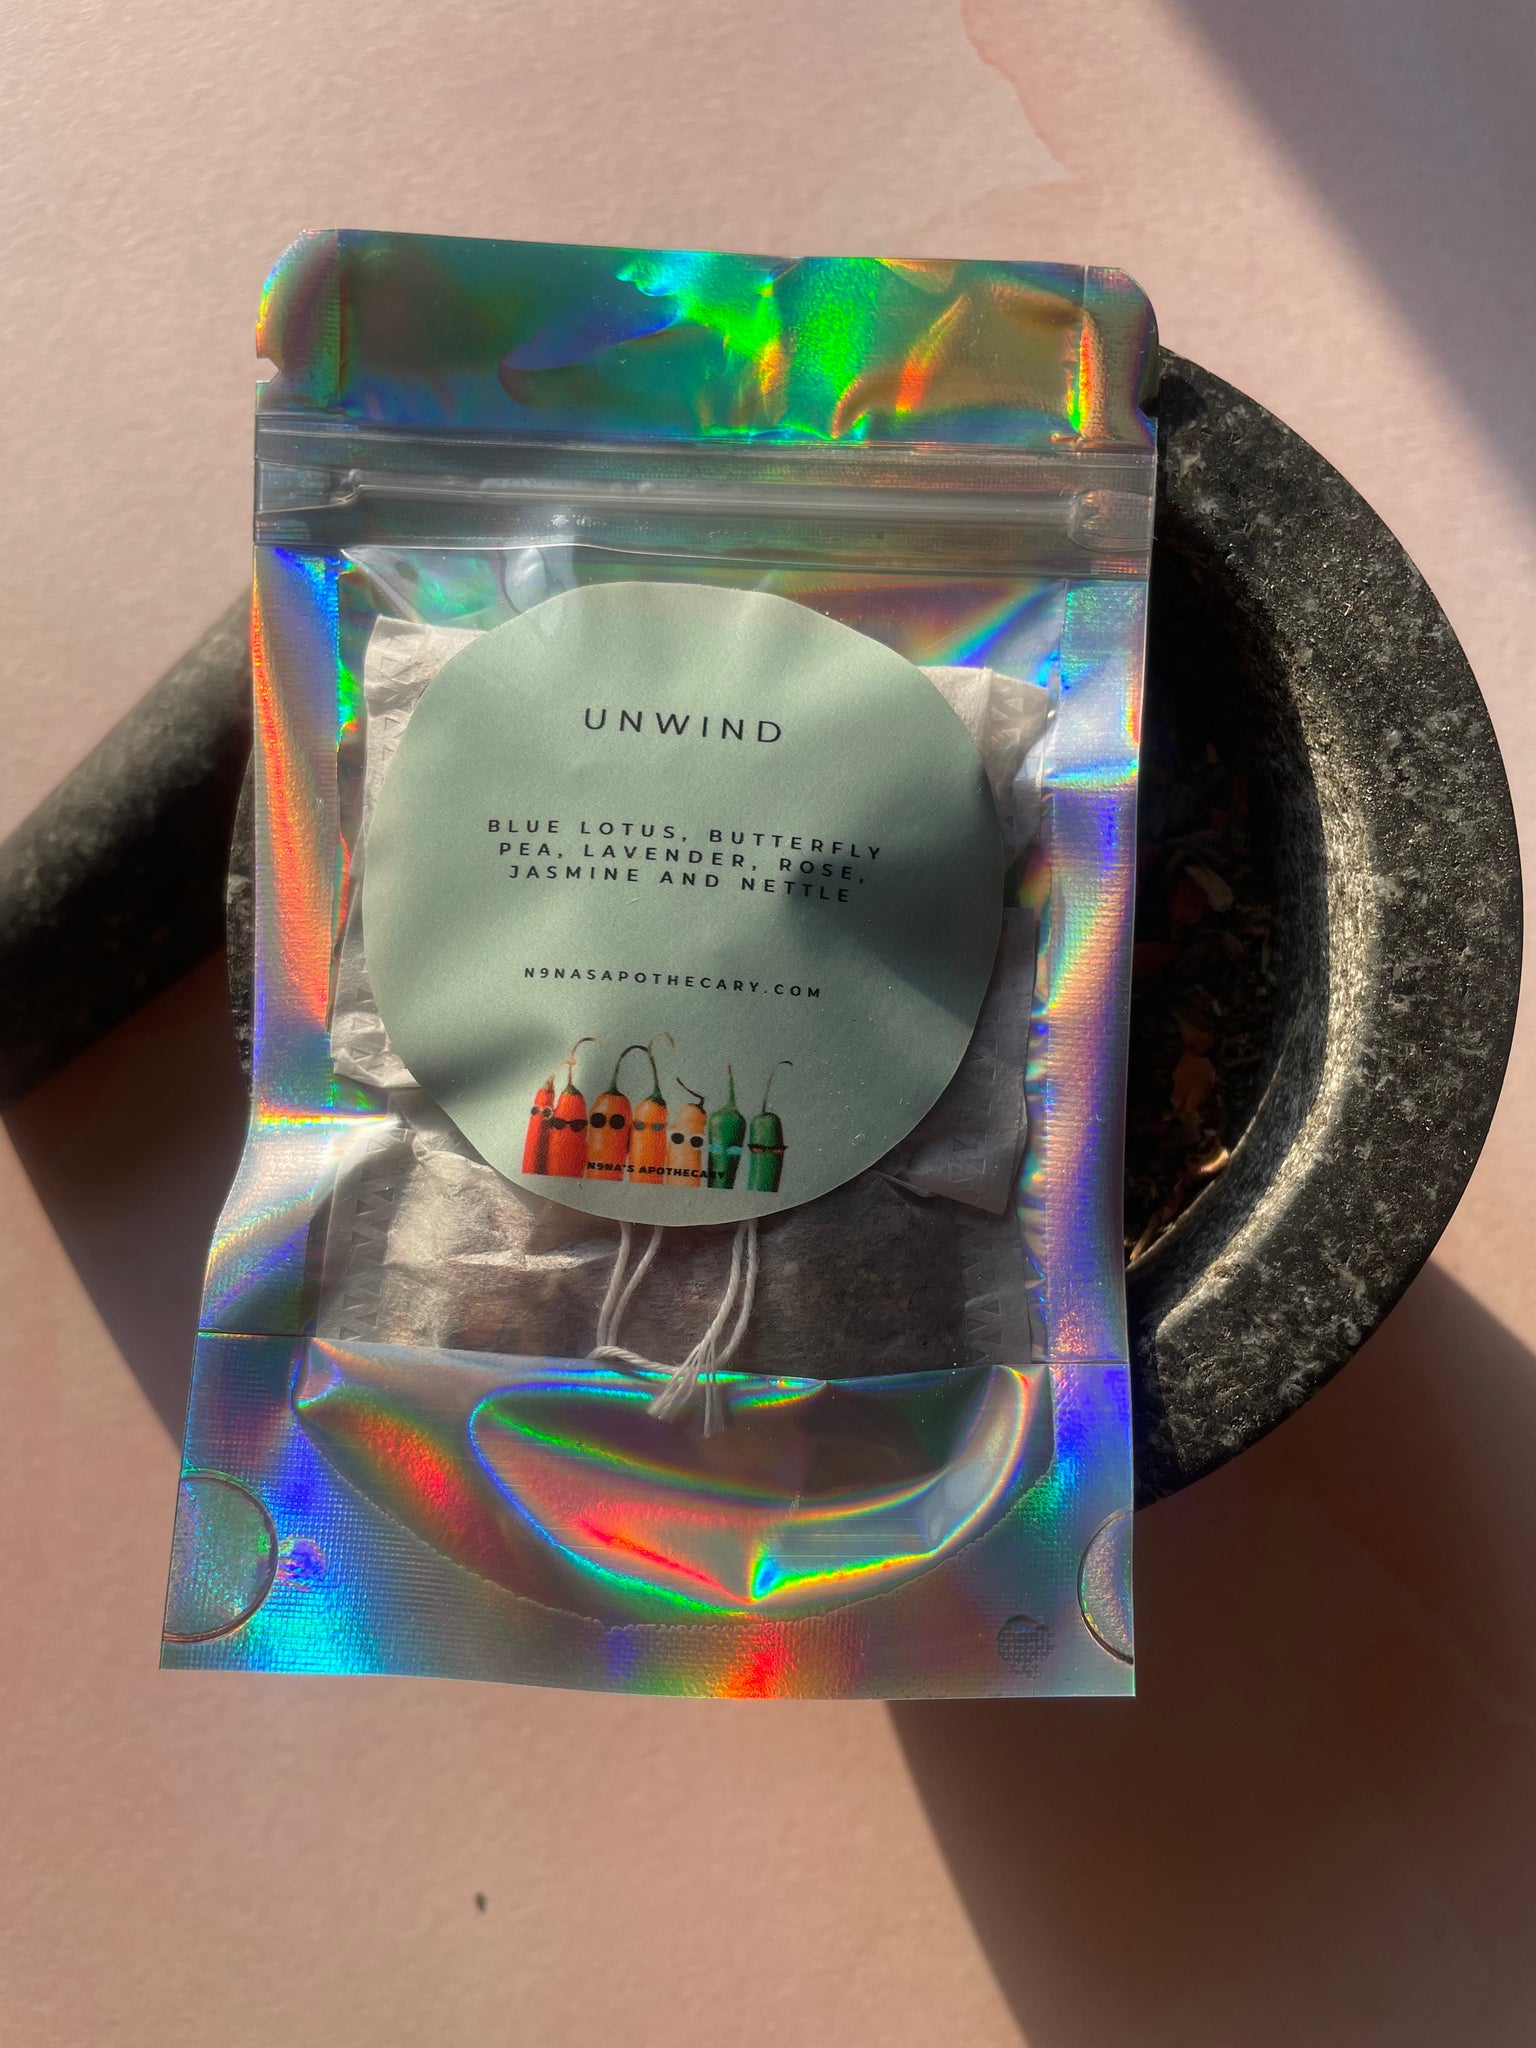 UNWIND
BLUE LOTUS, BUTTERFLY
PEA, LAVENDER, ROSE,
JASMINE AND NETTLE
N9NASAPOTHECARY.COM
N9NA'S APOTHECARY